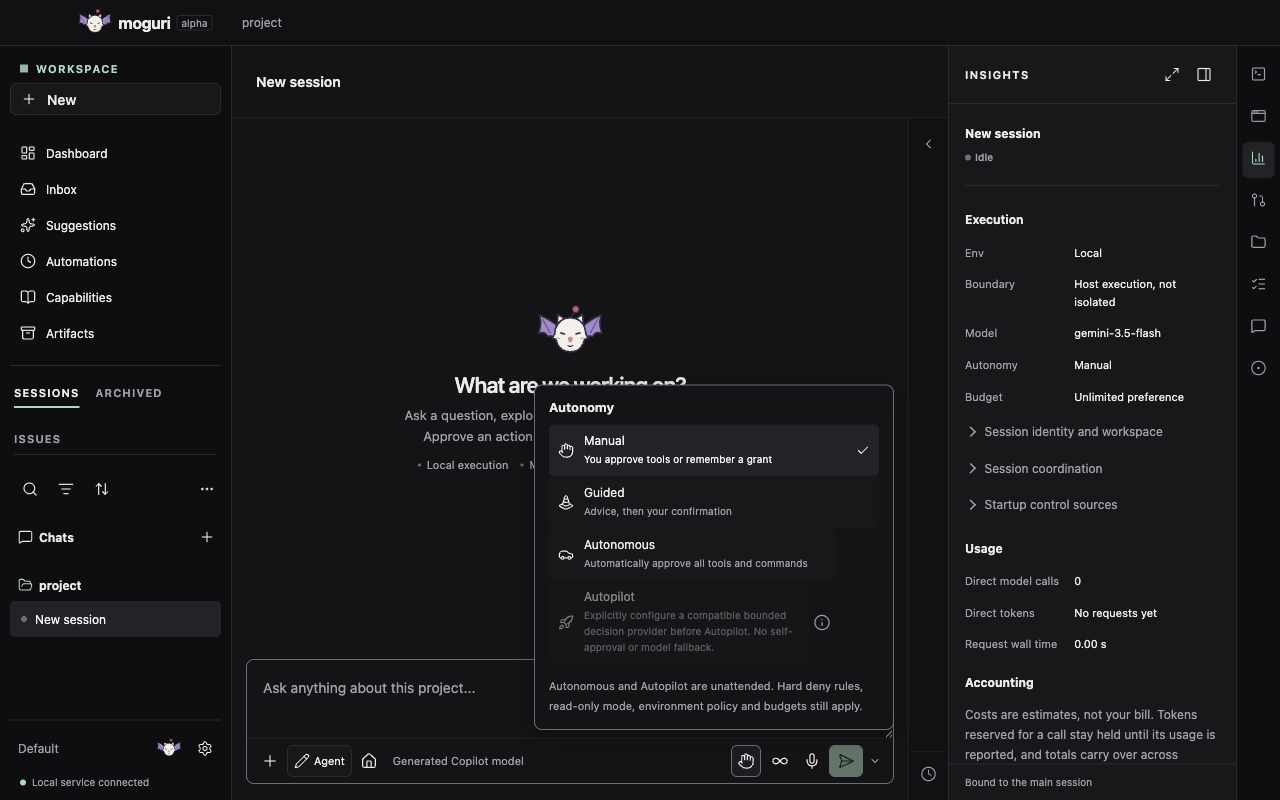 moguri alpha project
WORKSPACE
New
Dashboard
Inbox
Suggestions
Automations
Capabilities
Artifacts
SESSIONS ARCHIVED
ISSUES
Chats
project
New session
Default
Local service connected
New session
What are we working on?
Ask a question, explo
Approve an action
• Local execution • M
Autonomy
Manual
You approve tools or remember a grant
Guided
Advice, then your confirmation
Autonomous
Automatically approve all tools and commands
Autopilot
Explicitly configure a compatible bounded
decision provider before Autopilot. No self-
approval or model fallback.
Autonomous and Autopilot are unattended. Hard deny rules,
read-only mode, environment policy and budgets still apply.
Ask anything about this project...
Agent Generated Copilot model
INSIGHTS
New session
Idle
Execution
Env Local
Boundary Host execution, not
isolated
Model gemini-3.5-flash
Autonomy Manual
Budget Unlimited preference
Session identity and workspace
Session coordination
Startup control sources
Usage
Direct model calls 0
Direct tokens No requests yet
Request wall time 0.00 s
Accounting
Costs are estimates, not your bill. Tokens
reserved for a call stay held until its usage is
reported, and totals carry over across
Bound to the main session